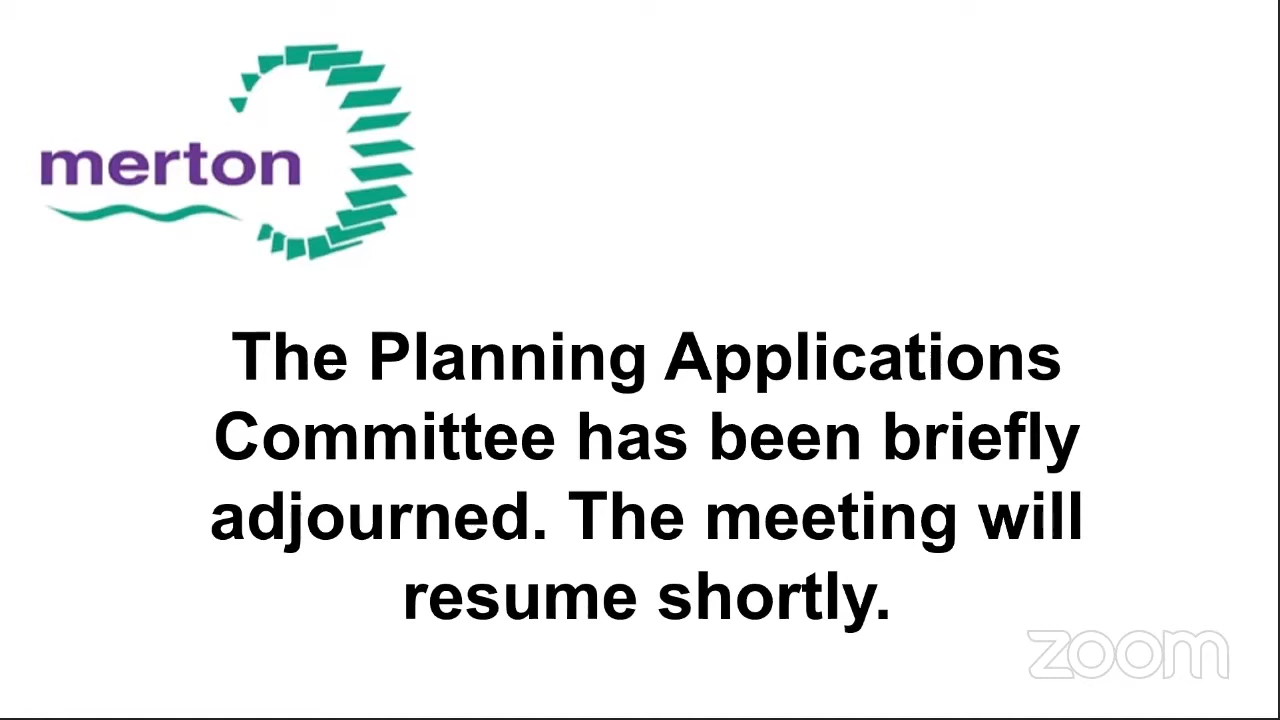 merton
The Planning Applications
Committee has been briefly
adjourned. The meeting will
resume shortly.
zoom